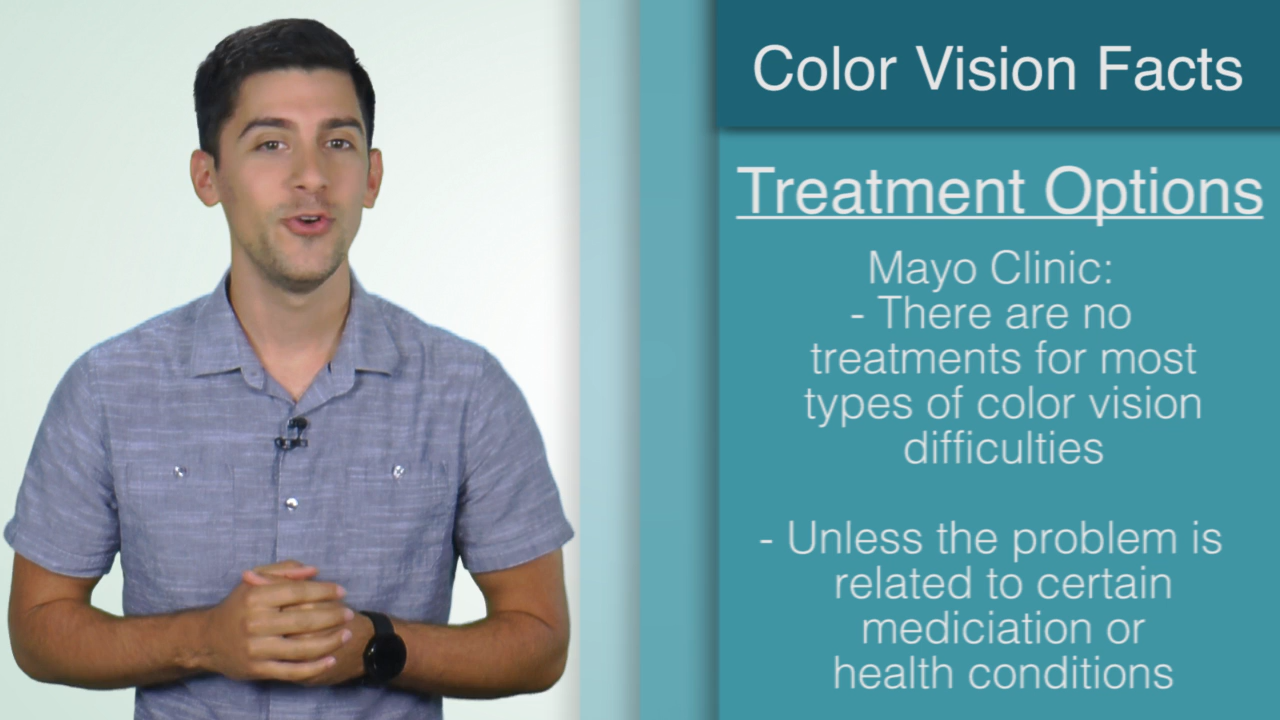 Color Vision Facts
Treatment Options
Mayo Clinic:
- There are no
treatments for most
types of color vision
difficulties
- Unless the problem is
related to certain
mediciation or
health conditions